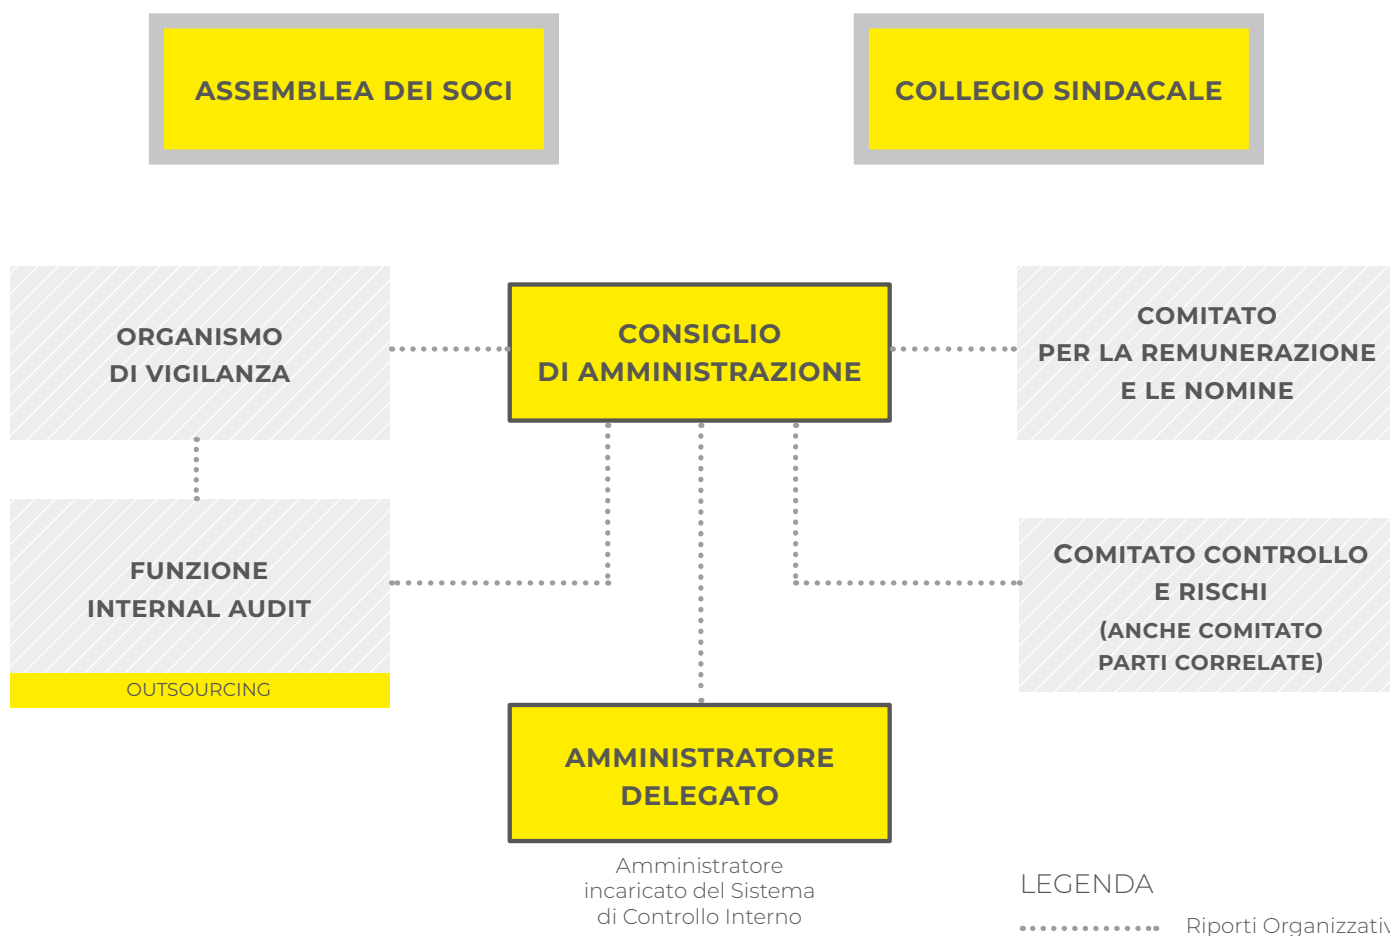 ASSEMBLEA DEI SOCI
COLLEGIO SINDACALE
ORGANISMO
DI VIGILANZA
CONSIGLIO
DI AMMINISTRAZIONE
COMITATO
PER LA REMUNERAZIONE
E LE NOMINE
FUNZIONE
INTERNAL AUDIT
OUTSOURCING
COMITATO CONTROLLO
E RISCHI
(ANCHE COMITATO
PARTI CORRELATE)
AMMINISTRATORE
DELEGATO
Amministratore
incaricato del Sistema
di Controllo Interno
LEGENDA
Riporti Organizzativ